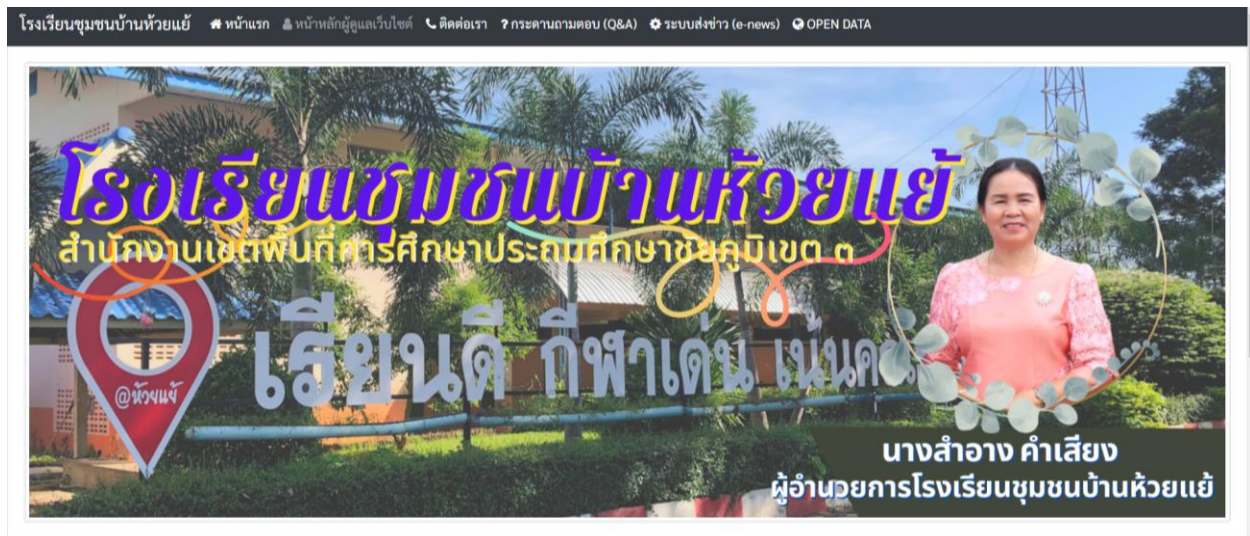 โรงเรียนชุมชนบ้านห้วยแย้ หน้าแรก หน้าหลักผู้ดูแลเว็บไซต์ ติดต่อเรา ? กระดานถามตอบ (Q&A) ระบบส่งข่าว (e-news) OPEN DATA
โรงเรียนชุมชนบ้านห้วยแย้
สำนักงานเขตพื้นที่การศึกษาประถมศึกษาชัยภูมิเขต ๓
เรียนดี กีฬาเด่น
@ห้วยแย้
นางสำอาง คำเสียง
ผู้อำนวยการโรงเรียนชุมชนบ้านห้วยแย้